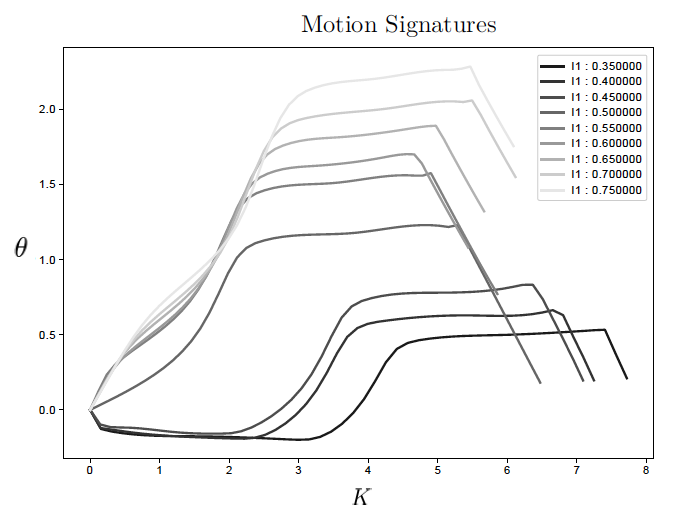 Motion Signatures
l1 : 0.350000
l1 : 0.400000
l1 : 0.450000
l1 : 0.500000
l1 : 0.550000
l1 : 0.600000
l1 : 0.650000
l1 : 0.700000
l1 : 0.750000
2.0
1.5
1.0
0.5
0.0
θ
0 1 2 3 4 5 6 7 8
K